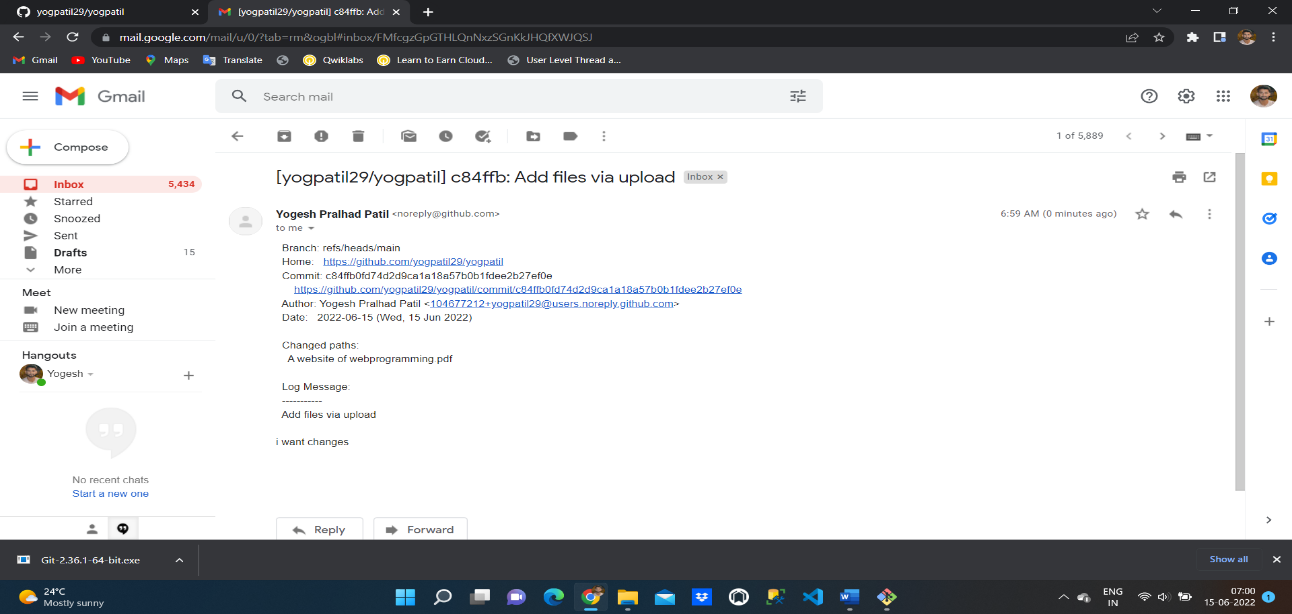 yogpatil29/yogpatil
[yogpatil29/yogpatil] c84ffb: Add
mail.google.com/mail/u/0/?tab=rm&ogbl#inbox/FMfcgzGpGTHLQnNxzSGnKkJHQfXWJQSJ
Gmail YouTube Maps Translate Qwiklabs Learn to Earn Cloud... User Level Thread a...
Gmail
Search mail
Compose
1 of 5,889
Inbox 5,434
Starred
Snoozed
Sent
Drafts 15
More
Meet
New meeting
Join a meeting
Hangouts
Yogesh
No recent chats
Start a new one
[yogpatil29/yogpatil] c84ffb: Add files via upload Inbox ×
Yogesh Pralhad Patil <noreply@github.com> 6:59 AM (0 minutes ago)
to me
Branch: refs/heads/main
Home: https://github.com/yogpatil29/yogpatil
Commit: c84ffb0fd74d2d9ca1a18a57b0b1fdee2b27ef0e
https://github.com/yogpatil29/yogpatil/commit/c84ffb0fd74d2d9ca1a18a57b0b1fdee2b27ef0e
Author: Yogesh Pralhad Patil <104677212+yogpatil29@users.noreply.github.com>
Date: 2022-06-15 (Wed, 15 Jun 2022)
Changed paths:
A website of webprogramming.pdf
Log Message:
-----------
Add files via upload
i want changes
Reply Forward
31
Git-2.36.1-64-bit.exe
Show all
24°C
Mostly sunny
ENG
IN
07:00
15-06-2022
1